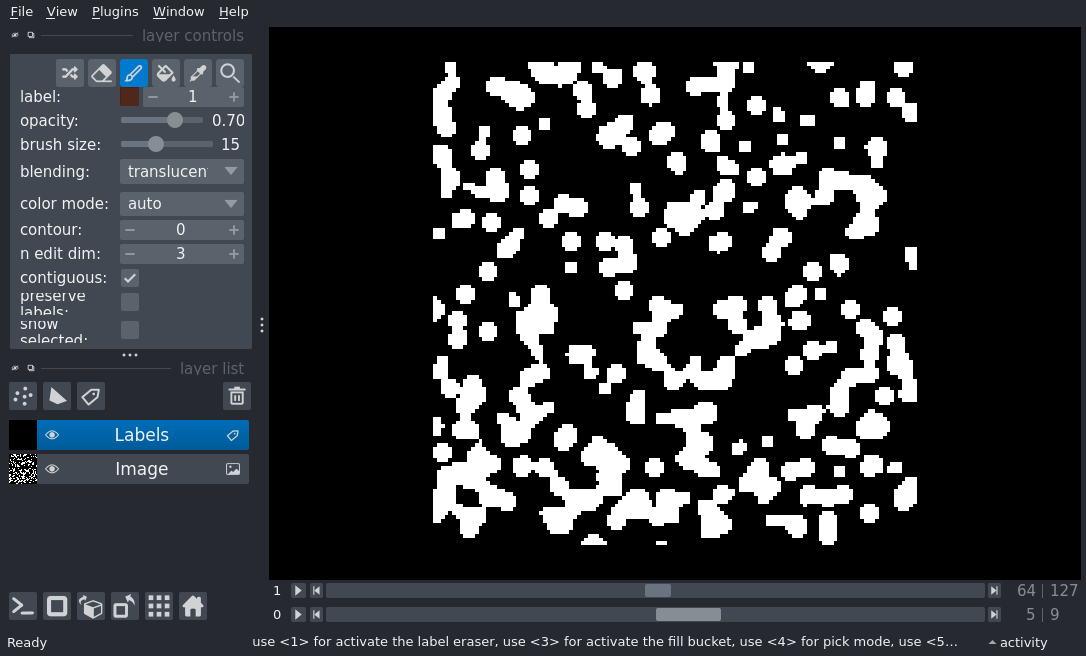 File View Plugins Window Help
layer controls
label: 1
opacity: 0.70
brush size: 15
blending: translucen
color mode: auto
contour: 0
n edit dim: 3
contiguous:
preserve
labels:
show
selected:
layer list
Labels
Image
1 64 127
0 5 9
Ready use <1> for activate the label eraser, use <3> for activate the fill bucket, use <4> for pick mode, use <5... activity